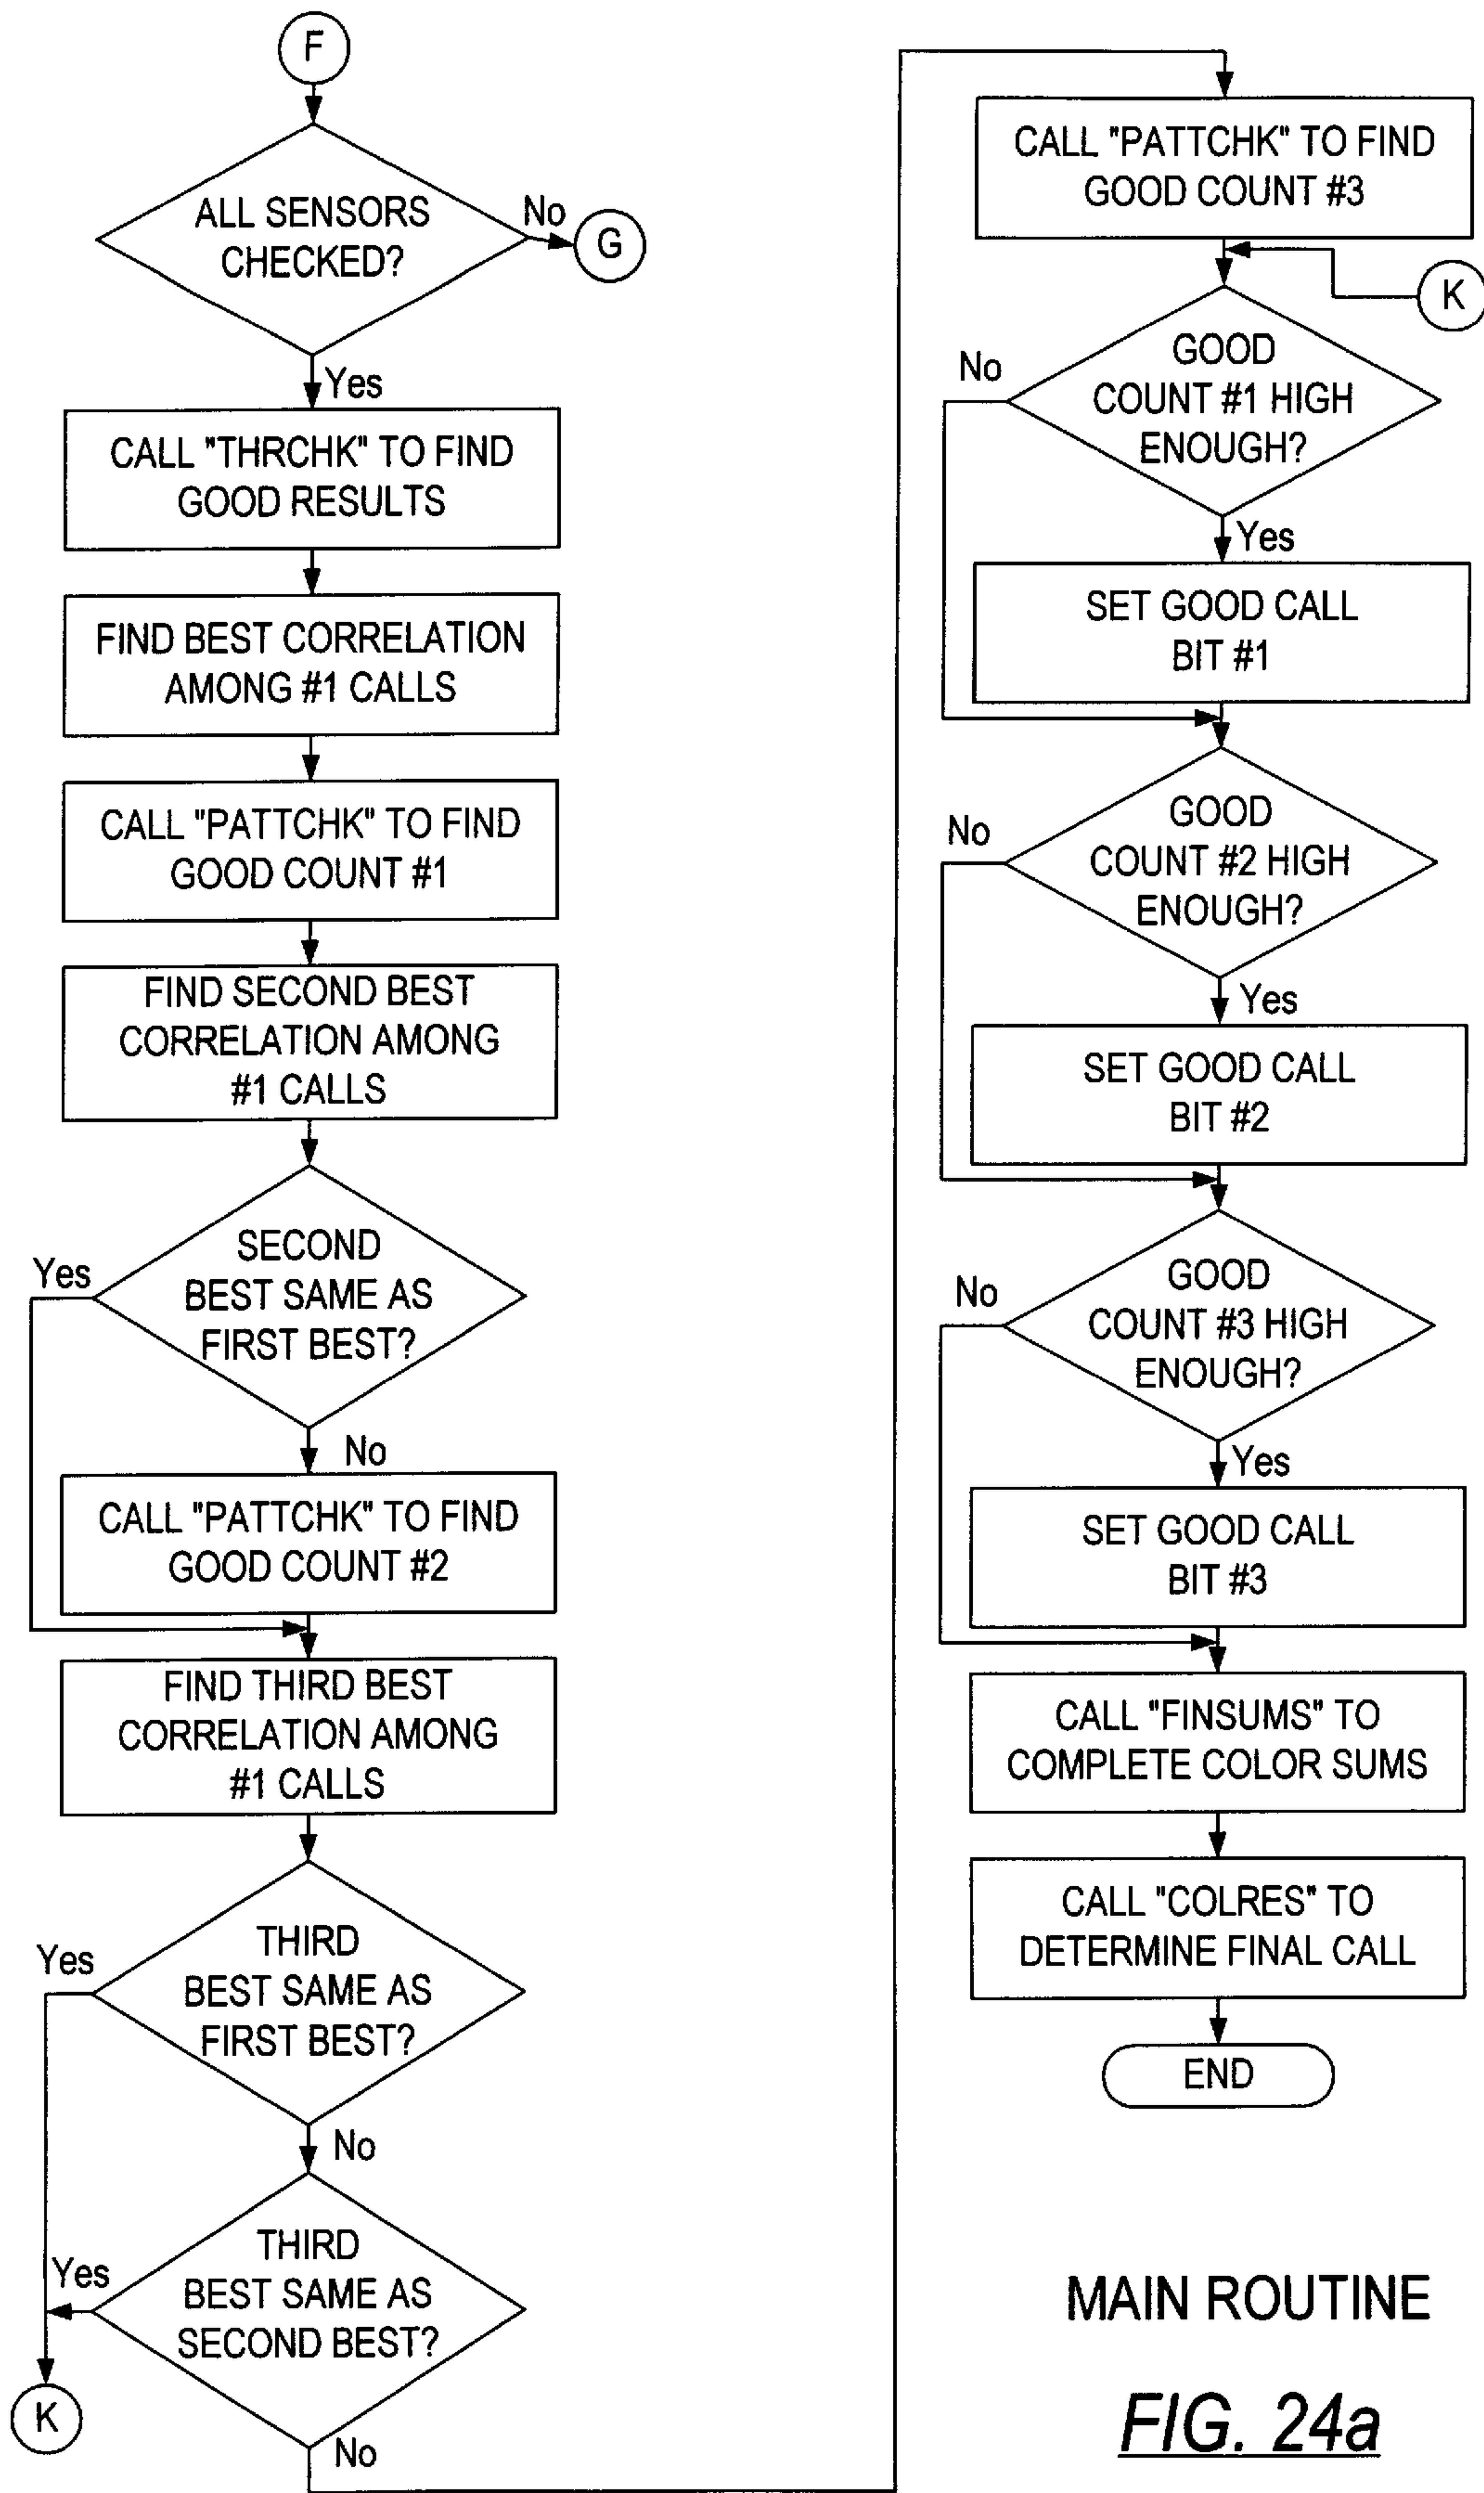 F
ALL SENSORS
CHECKED?
No
G
Yes
CALL "THRCHK" TO FIND
GOOD RESULTS
FIND BEST CORRELATION
AMONG #1 CALLS
CALL "PATTCHK" TO FIND
GOOD COUNT #1
FIND SECOND BEST
CORRELATION AMONG
#1 CALLS
SECOND
BEST SAME AS
FIRST BEST?
Yes
No
CALL "PATTCHK" TO FIND
GOOD COUNT #2
FIND THIRD BEST
CORRELATION AMONG
#1 CALLS
THIRD
BEST SAME AS
FIRST BEST?
Yes
No
THIRD
BEST SAME AS
SECOND BEST?
Yes
K
No
CALL "PATTCHK" TO FIND
GOOD COUNT #3
K
GOOD
COUNT #1 HIGH
ENOUGH?
No
Yes
SET GOOD CALL
BIT #1
GOOD
COUNT #2 HIGH
ENOUGH?
No
Yes
SET GOOD CALL
BIT #2
GOOD
COUNT #3 HIGH
ENOUGH?
No
Yes
SET GOOD CALL
BIT #3
CALL "FINSUMS" TO
COMPLETE COLOR SUMS
CALL "COLRES" TO
DETERMINE FINAL CALL
END
MAIN ROUTINE
FIG. 24a